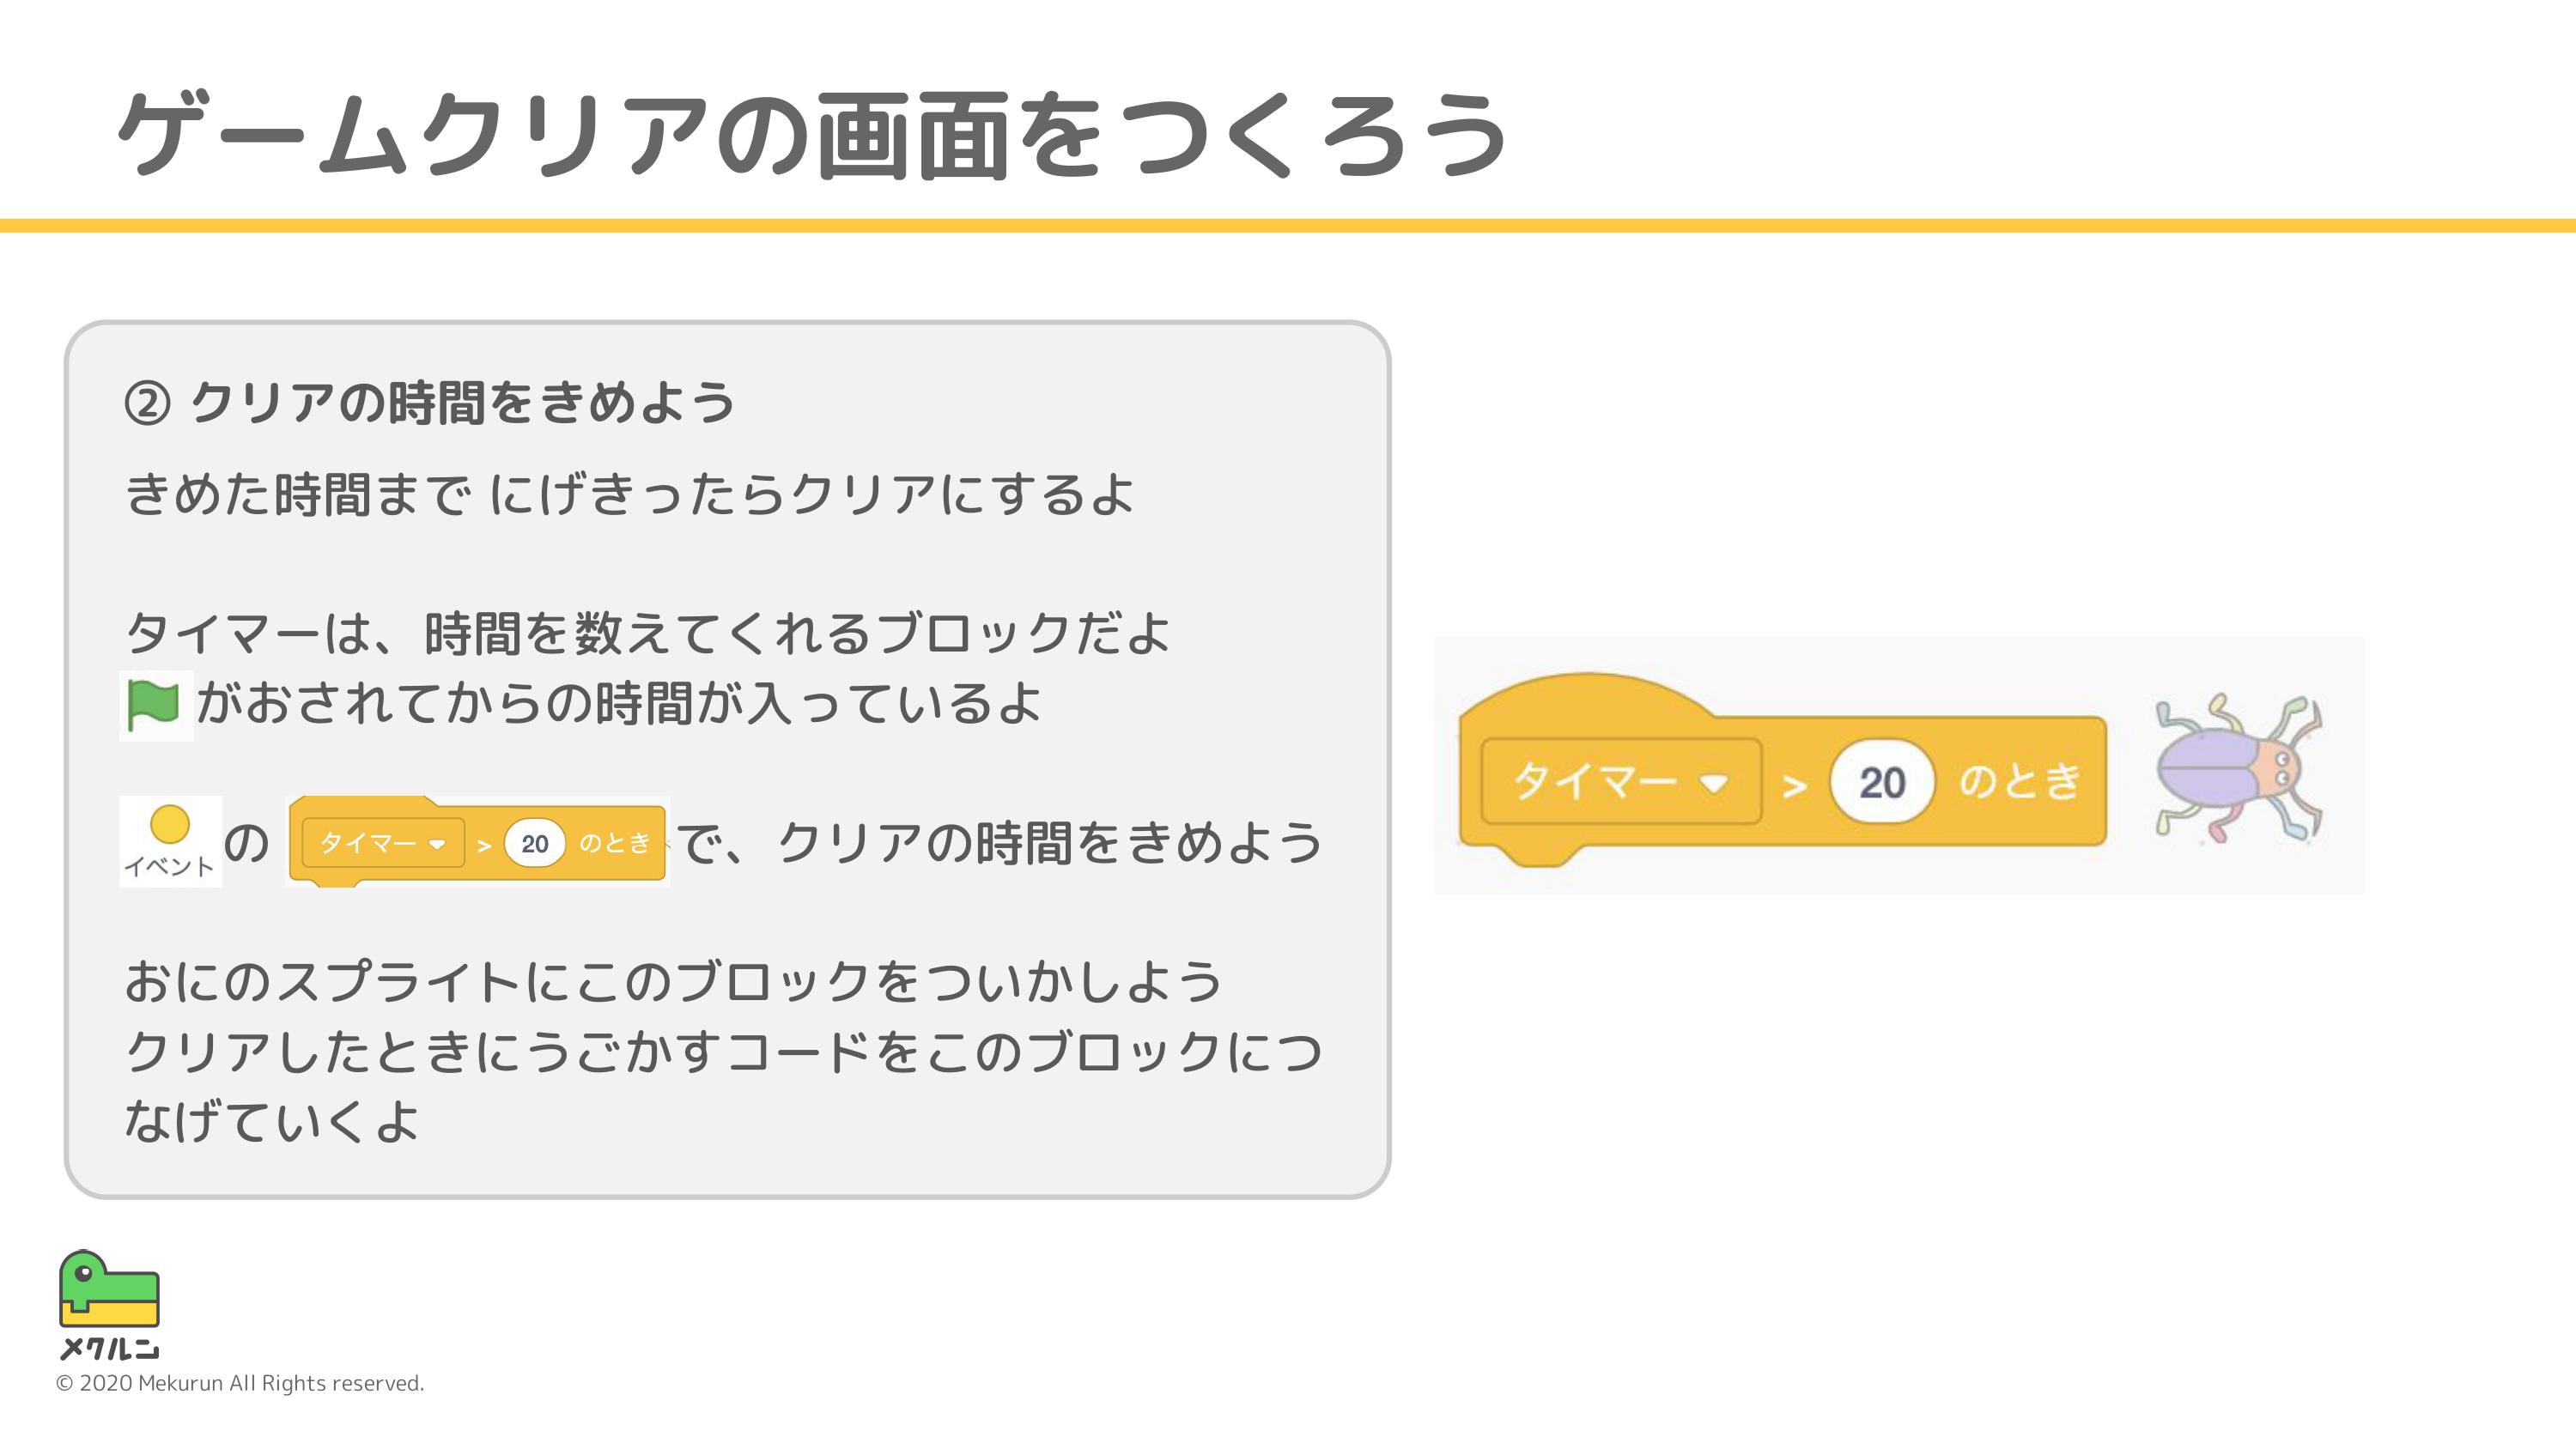 ゲームクリアの画面をつくろう
② クリアの時間をきめよう
きめた時間まで にげきったらクリアにするよ
タイマーは、時間を数えてくれるブロックだよ
がおされてからの時間が入っているよ
イベント の タイマー > 20 のとき で、クリアの時間をきめよう
おにのスプライトにこのブロックをついかしよう
クリアしたときにうごかすコードをこのブロックにつ
なげていくよ
タイマー > 20 のとき
メクルン
© 2020 Mekurun All Rights reserved.